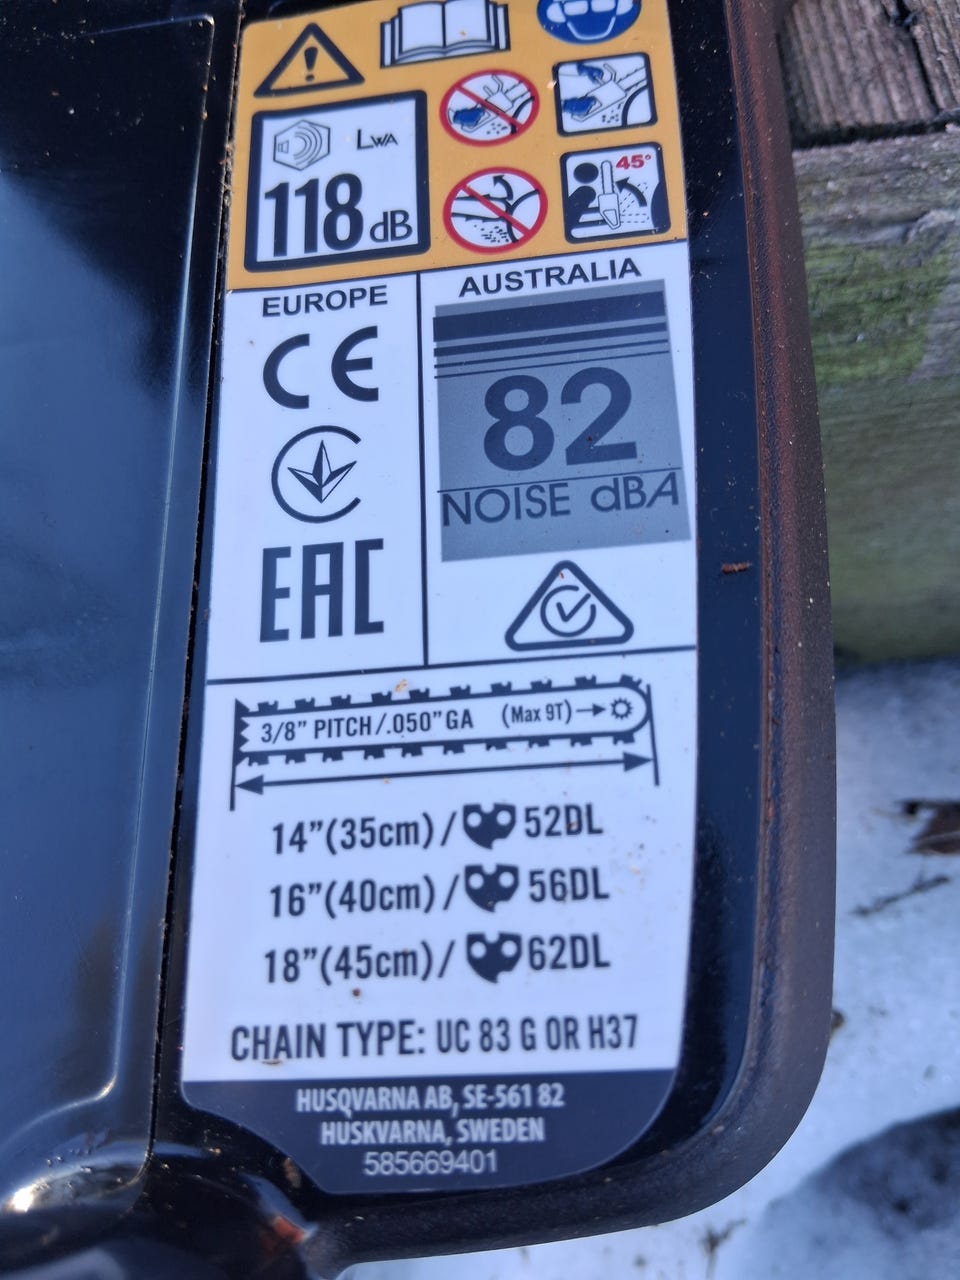 LWA
118 dB
45°
EUROPE
CE
EAC
AUSTRALIA
82
NOISE dBA
3/8" PITCH/.050" GA (Max 9T)
14"(35cm)/ 52DL
16"(40cm)/ 56DL
18"(45cm)/ 62DL
CHAIN TYPE: UC 83 G OR H37
HUSQVARNA AB, SE-561 82
HUSKVARNA, SWEDEN
585669401